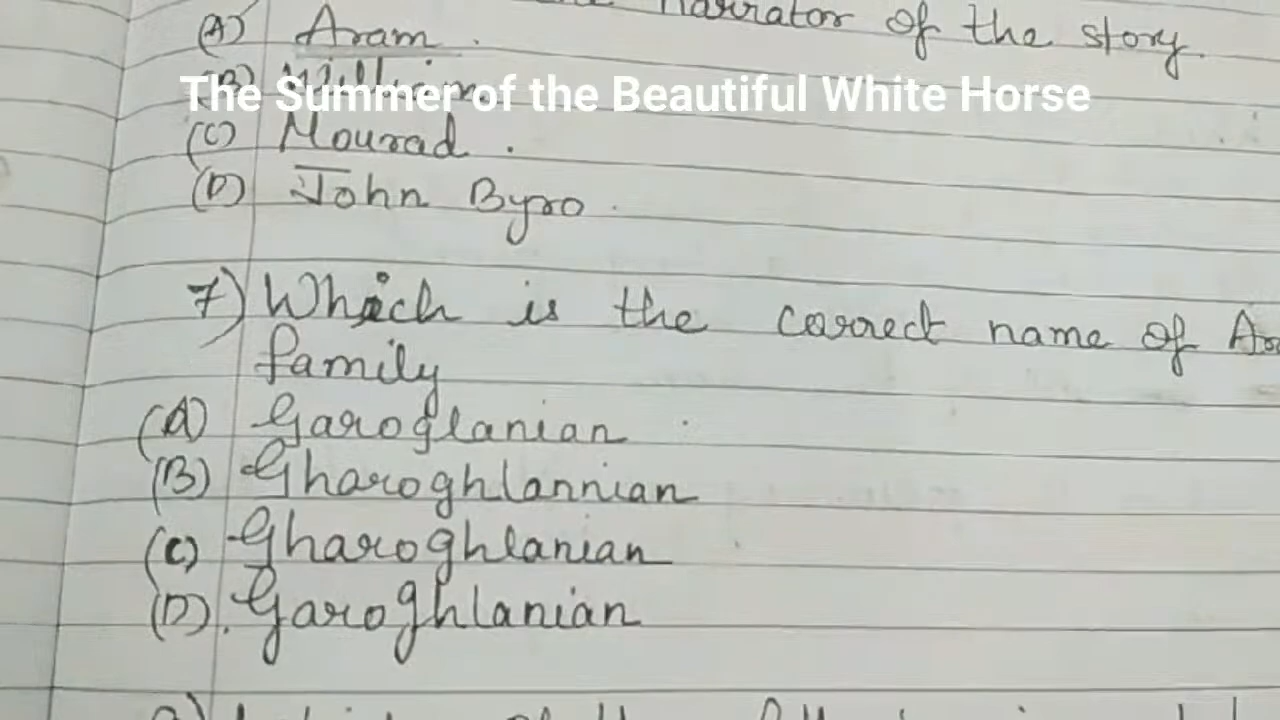 narrator of the story.
(A) Aram.
The Summer of the Beautiful White Horse
(C) Mourad.
(D) John Byro.
7) Which is the correct name of
family
(A) Garoglanian
(B) Gharoghlannian
(C) Gharoghlanian
(D). Garoghlanian